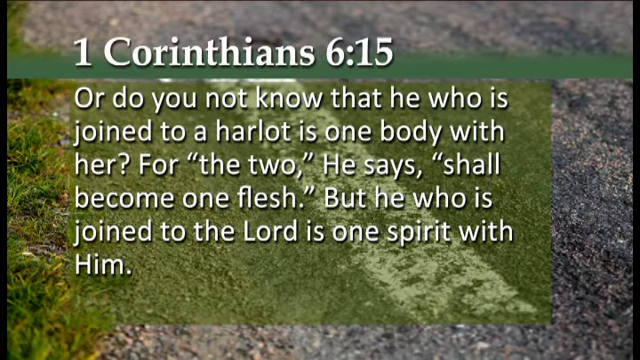 1 Corinthians 6:15
Or do you not know that he who is
joined to a harlot is one body with
her? For “the two,” He says, “shall
become one flesh.” But he who is
joined to the Lord is one spirit with
Him.